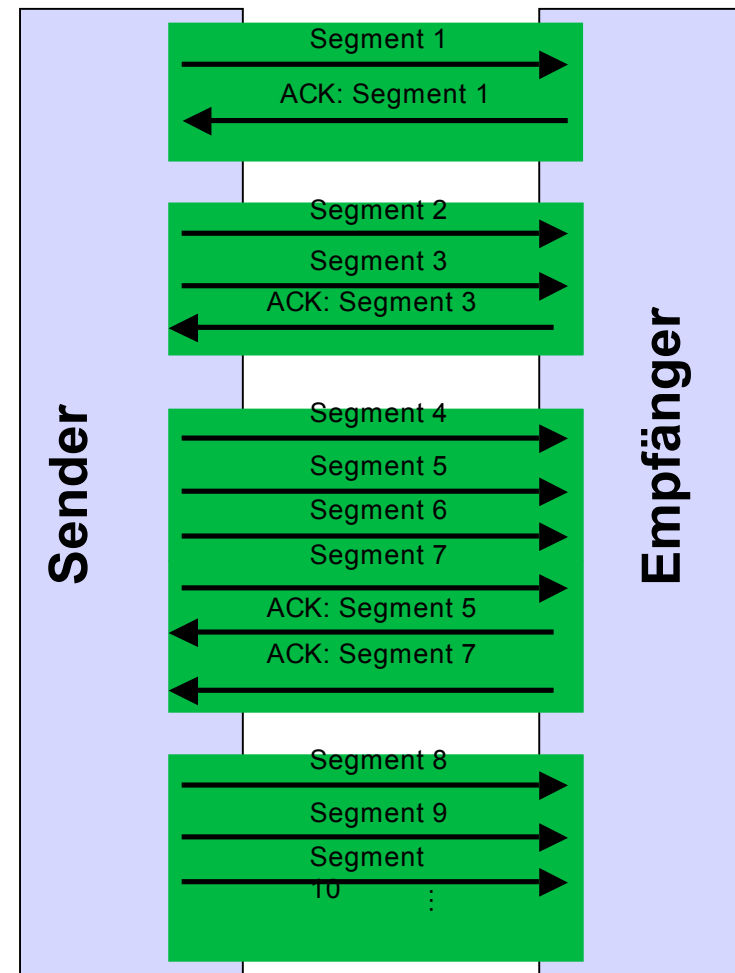 Segment 1
ACK: Segment 1
Segment 2
Segment 3
ACK: Segment 3
Segment 4
Segment 5
Segment 6
Segment 7
ACK: Segment 5
ACK: Segment 7
Segment 8
Segment 9
Segment
10
⋮
Sender
Empfänger